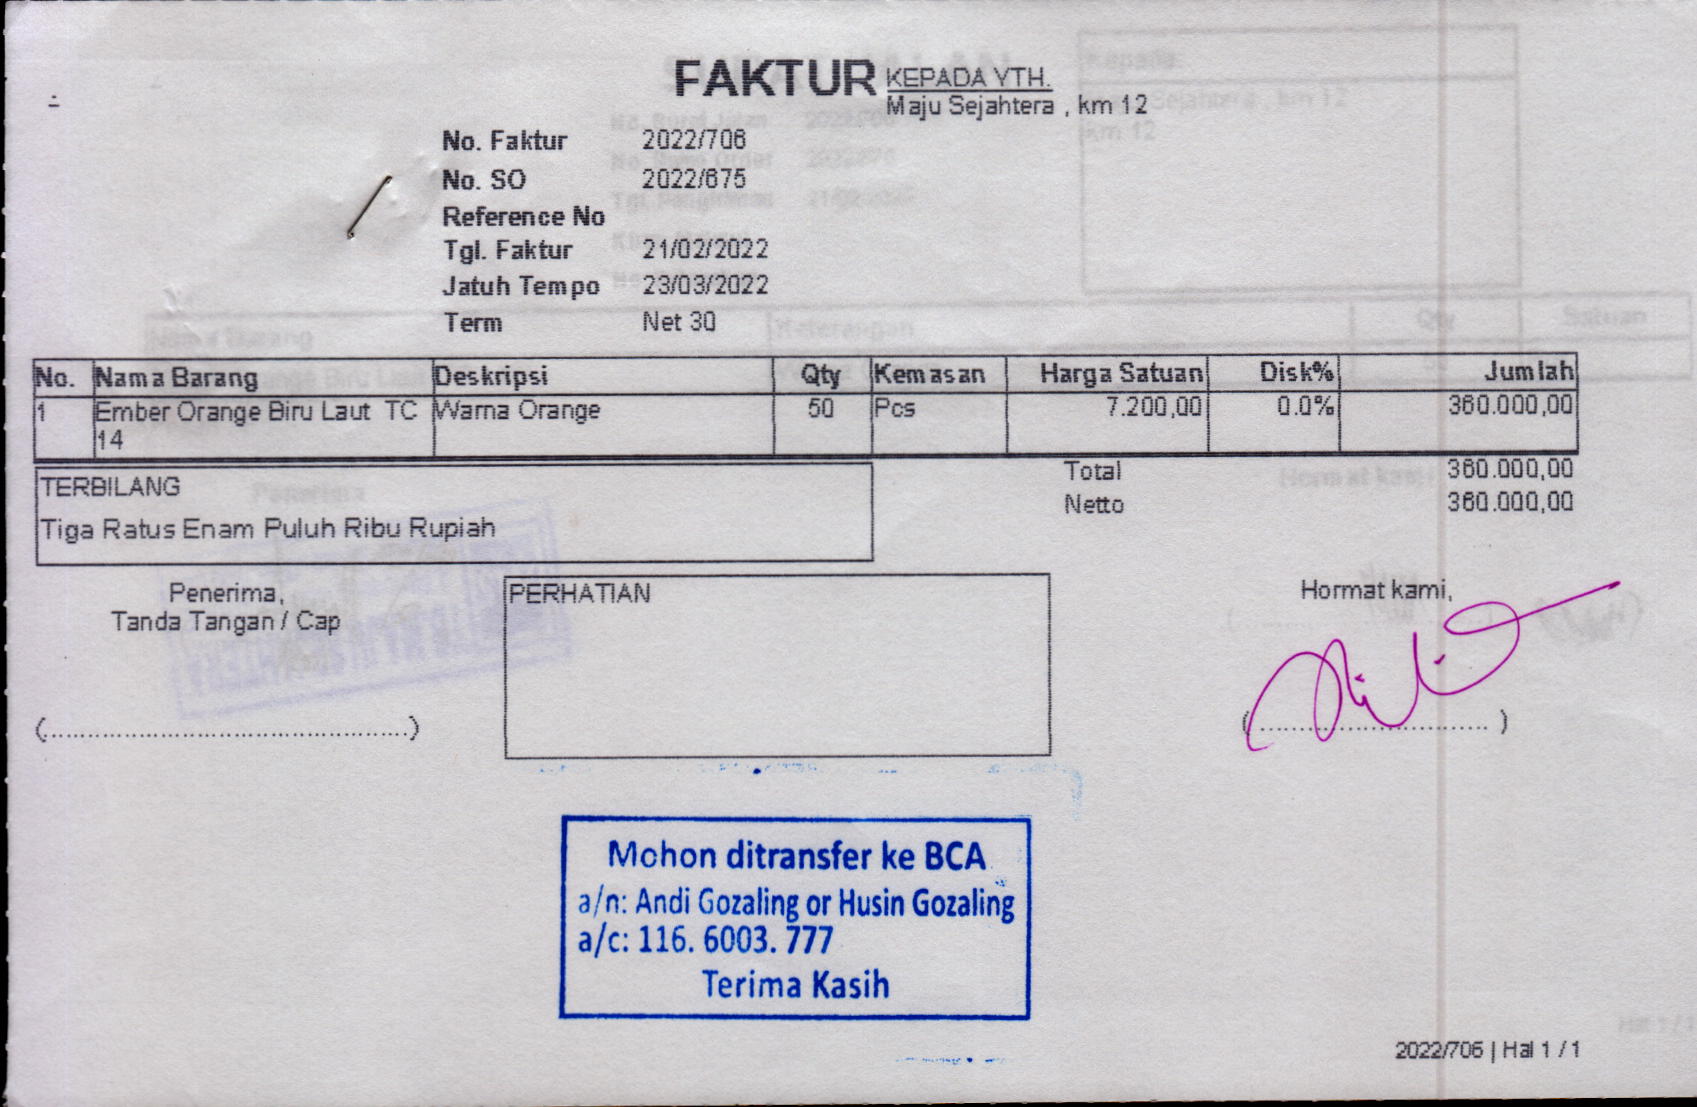 FAKTUR
KEPADA YTH.
Maju Sejahtera , km 12
No. Faktur 2022/706
No. SO 2022/675
Reference No
Tgl. Faktur 21/02/2022
Jatuh Tempo 23/03/2022
Term Net 30
No. Nama Barang Deskripsi Qty Kemasan Harga Satuan Disk% Jumlah
1 Ember Orange Biru Laut TC Warna Orange 50 Pcs 7.200,00 0.0% 360.000,00
14
Total 360.000,00
Netto 360.000,00
TERBILANG
Tiga Ratus Enam Puluh Ribu Rupiah
Penerima,
Tanda Tangan / Cap
(................................................)
PERHATIAN
Hormat kami,
(................................ )
Mohon ditransfer ke BCA
a/n: Andi Gozaling or Husin Gozaling
a/c: 116. 6003. 777
Terima Kasih
2022/706 | Hal 1 / 1